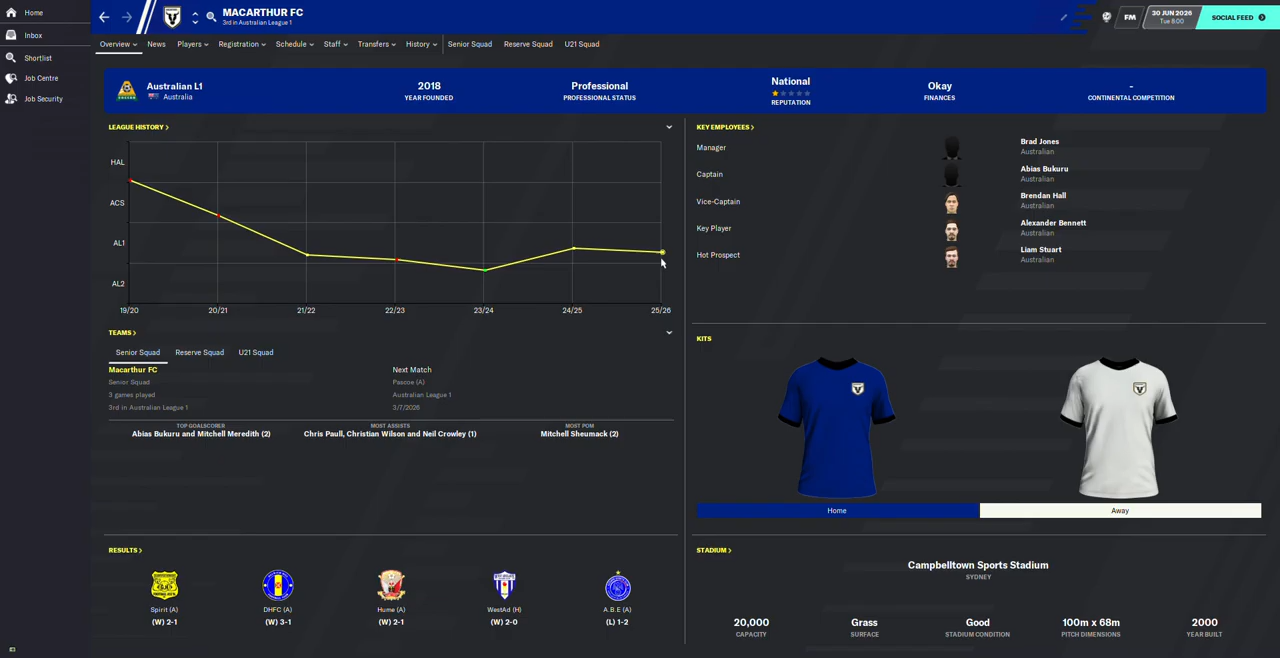 Home
Inbox
Shortlist
Job Centre
Job Security
MACARTHUR FC
3rd in Australian League 1
FM
30 JUN 2026
Tue 8:00
SOCIAL FEED
Overview News Players Registration Schedule Staff Transfers History Senior Squad Reserve Squad U21 Squad
Australian L1
Australia
2018
YEAR FOUNDED
Professional
PROFESSIONAL STATUS
National
REPUTATION
Okay
FINANCES
-
CONTINENTAL COMPETITION
LEAGUE HISTORY >
HAL
ACS
AL1
AL2
19/20 20/21 21/22 22/23 23/24 24/25 25/26
KEY EMPLOYEES >
Manager Brad Jones
Australian
Captain Abias Bukuru
Australian
Vice-Captain Brendan Hall
Australian
Key Player Alexander Bennett
Australian
Hot Prospect Liam Stuart
Australian
TEAMS >
Senior Squad Reserve Squad U21 Squad
Macarthur FC
Senior Squad
3 games played
3rd in Australian League 1
Next Match
Pascoe (A)
Australian League 1
3/7/2026
TOP GOALSCORER
Abias Bukuru and Mitchell Meredith (2)
MOST ASSISTS
Chris Paull, Christian Wilson and Neil Crowley (1)
MOST POM
Mitchell Sheumack (2)
KITS
Home
Away
RESULTS >
Spirit (A)
(W) 2-1
DHFC (A)
(W) 3-1
Hume (A)
(W) 2-1
WestAd (H)
(W) 2-0
A.B.E (A)
(L) 1-2
STADIUM >
Campbelltown Sports Stadium
SYDNEY
20,000
CAPACITY
Grass
SURFACE
Good
STADIUM CONDITION
100m x 68m
PITCH DIMENSIONS
2000
YEAR BUILT